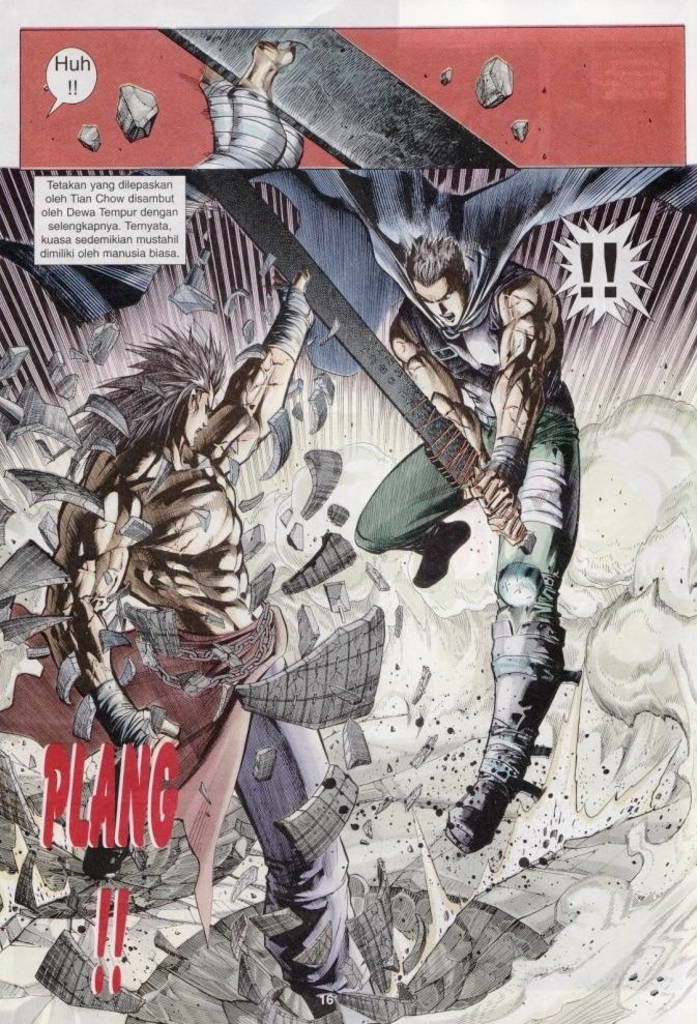 Huh
!!
Tetakan yang dilepaskan
oleh Tian Chow disambut
oleh Dewa Tempur dengan
selengkapnya. Ternyata,
kuasa sedemikian mustahil
dimiliki oleh manusia biasa.
!!
PLANG
!!
16